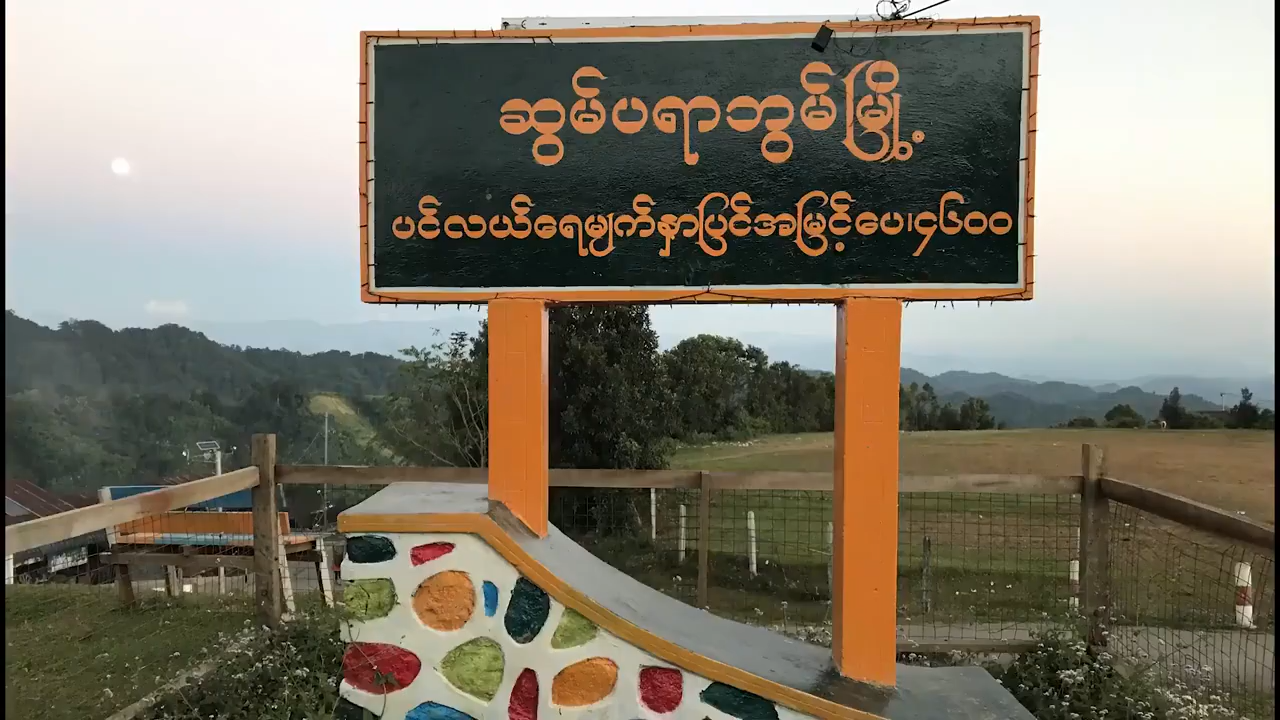 ဆွမ်ပရာဘွမ်မြို့
ပင်လယ်ရေမျက်နှာပြင်အမြင့်ပေ၊၄၆၀၀